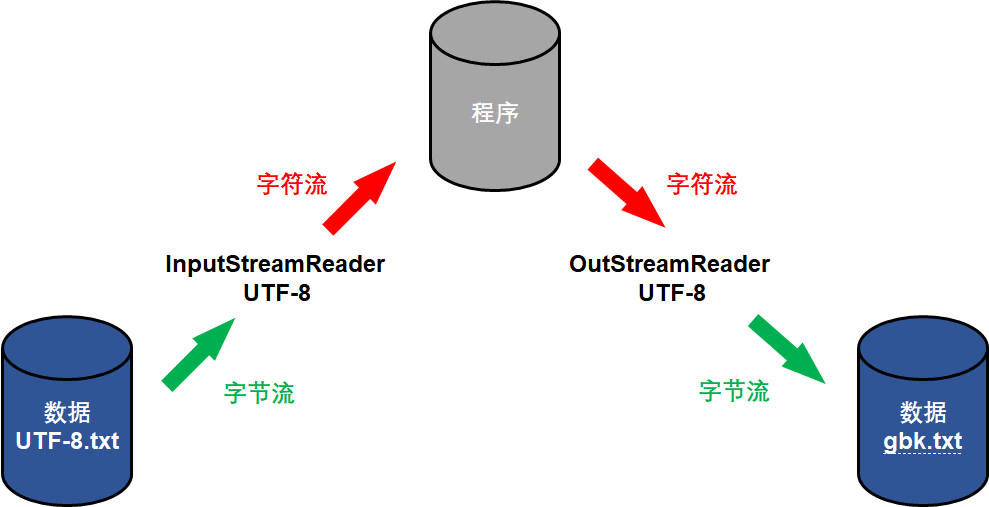 程序
字符流
字符流
InputStreamReader
UTF-8
OutStreamReader
UTF-8
字节流
字节流
数据
UTF-8.txt
数据
gbk.txt